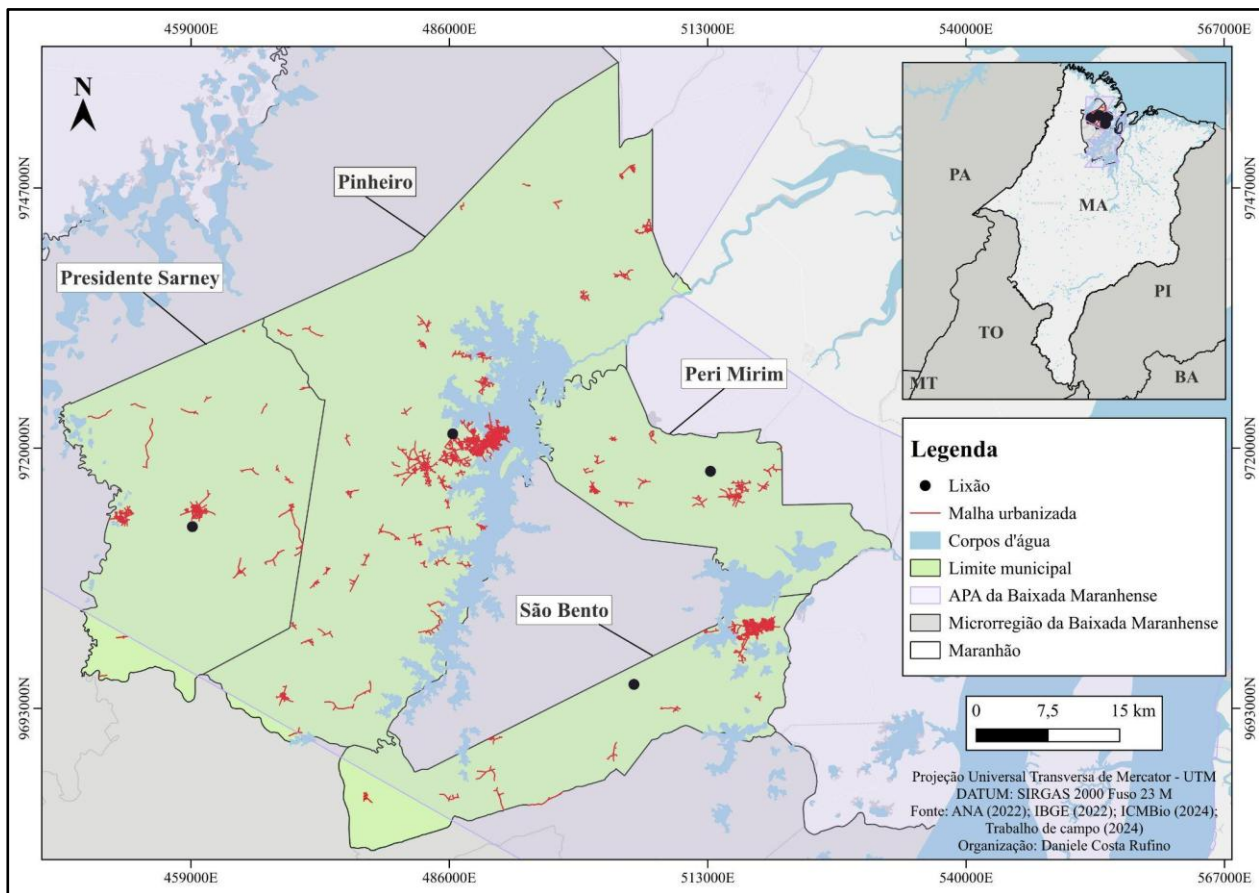 459000E
486000E
513000E
540000E
567000E
N
9747000N
9720000N
9693000N
Pinheiro
Presidente Sarney
Peri Mirim
São Bento
PA
MA
PI
TO
MT
BA
9747000N
9720000N
9693000N
Legenda
Lixão
Malha urbanizada
Corpos d'água
Limite municipal
APA da Baixada Maranhense
Microrregião da Baixada Maranhense
Maranhão
0 7,5 15 km
Projeção Universal Transversa de Mercator - UTM
DATUM: SIRGAS 2000 Fuso 23 M
Fonte: ANA (2022); IBGE (2022); ICMBio (2024);
Trabalho de campo (2024)
Organização: Daniele Costa Rufino
459000E
486000E
513000E
540000E
567000E